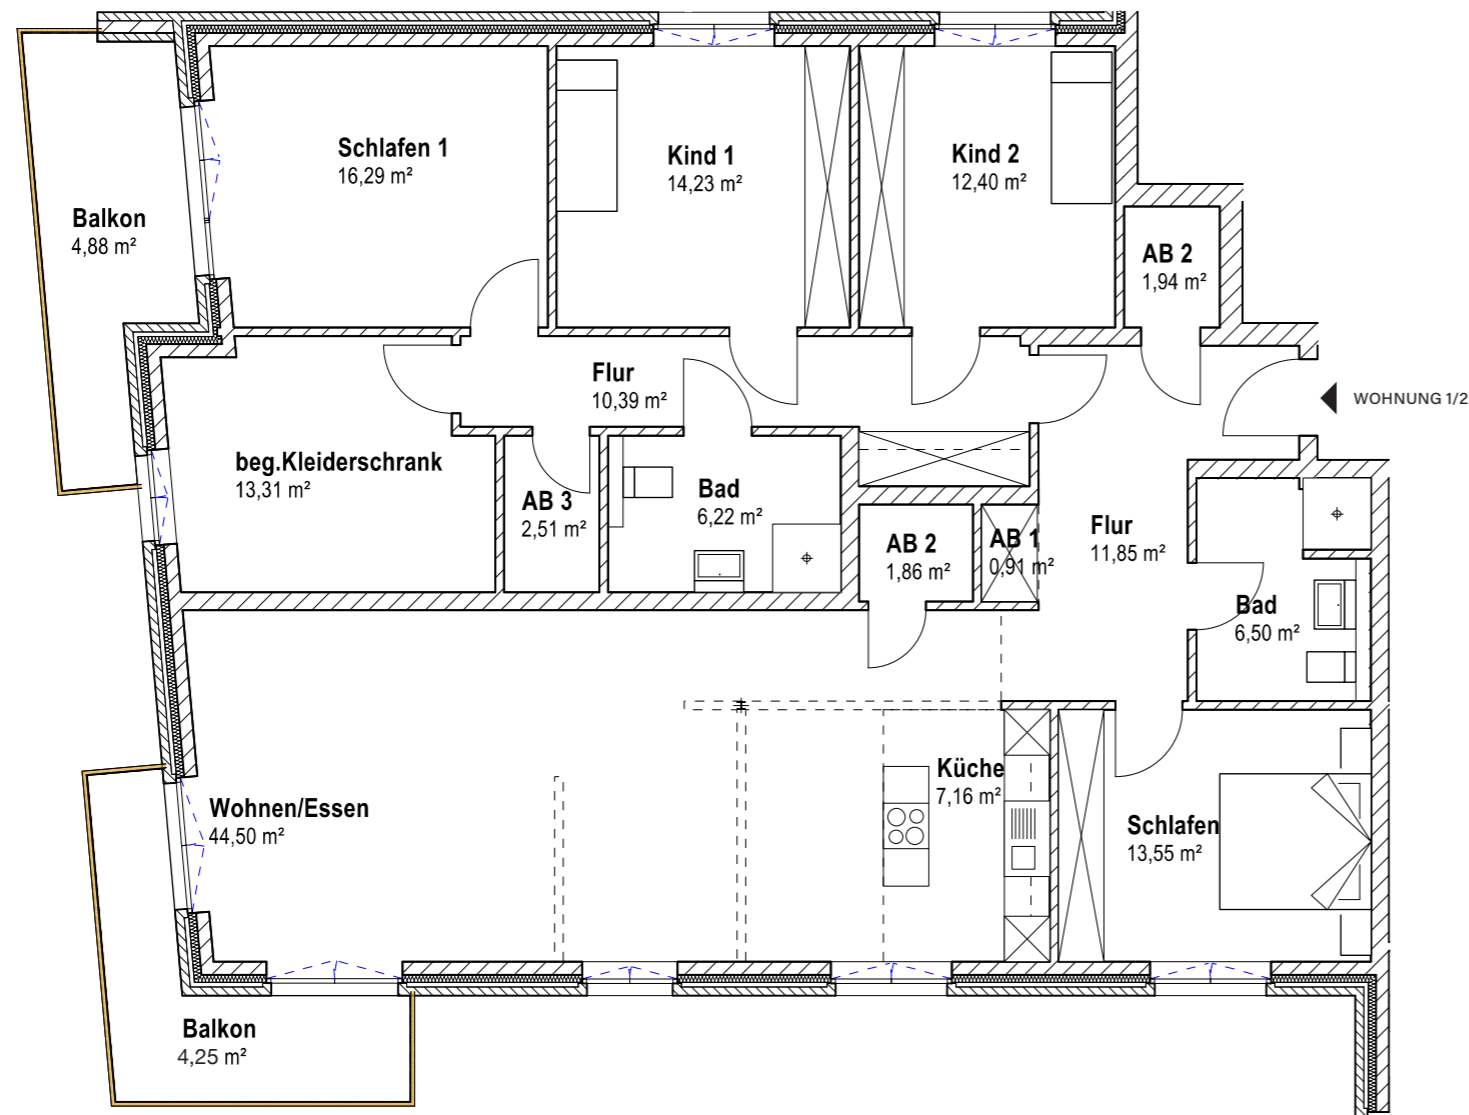 Schlafen 1
16,29 m²
Kind 1
14,23 m²
Kind 2
12,40 m²
Balkon
4,88 m²
AB 2
1,94 m²
Flur
10,39 m²
WOHNUNG 1/2
beg.Kleiderschrank
13,31 m²
AB 3
2,51 m²
Bad
6,22 m²
AB 2
1,86 m²
AB 1
0,91 m²
Flur
11,85 m²
Bad
6,50 m²
Wohnen/Essen
44,50 m²
Küche
7,16 m²
Schlafen
13,55 m²
Balkon
4,25 m²